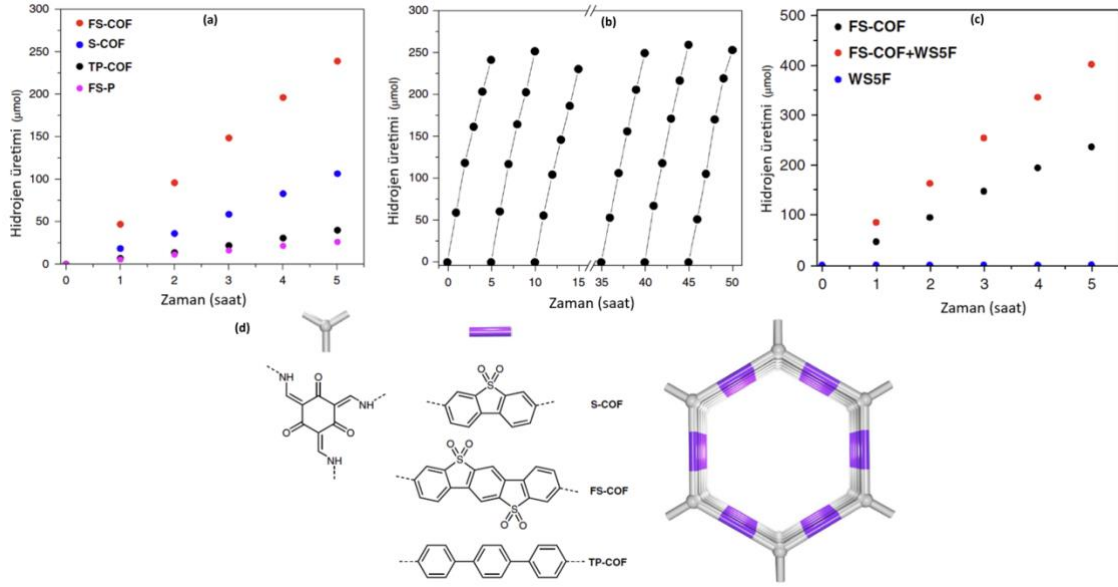 (a)
FS-COF
S-COF
TP-COF
FS-P
Hidrojen üretimi (μmol)
300
250
200
150
100
50
0
0 1 2 3 4 5
Zaman (saat)
(b)
Hidrojen üretimi (μmol)
300
250
200
150
100
50
0
0 5 10 15 35 40 45 50
Zaman (saat)
(c)
FS-COF
FS-COF+WS5F
WS5F
Hidrojen üretimi (μmol)
500
400
300
200
100
0
0 1 2 3 4 5
Zaman (saat)
(d)
NH
O
NH
O
O
NH
O O
S
S-COF
O
O
S
S
O
O
FS-COF
TP-COF